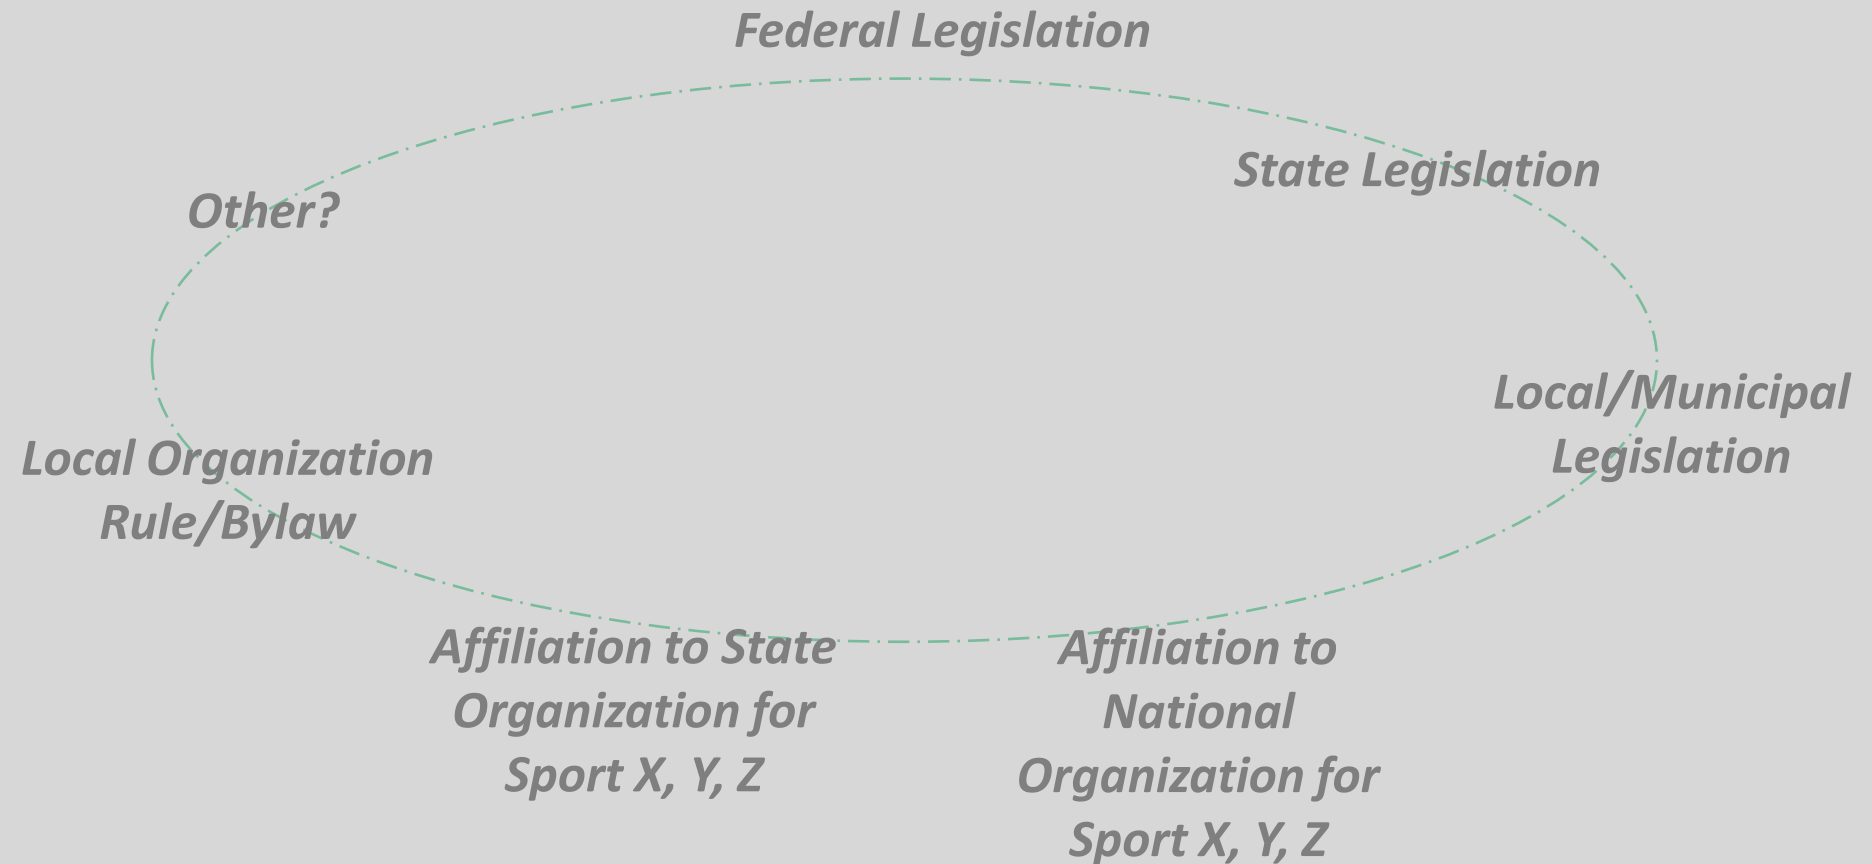 Federal Legislation
State Legislation
Other?
Local/Municipal
Legislation
Local Organization
Rule/Bylaw
Affiliation to State
Organization for
Sport X, Y, Z
Affiliation to
National
Organization for
Sport X, Y, Z